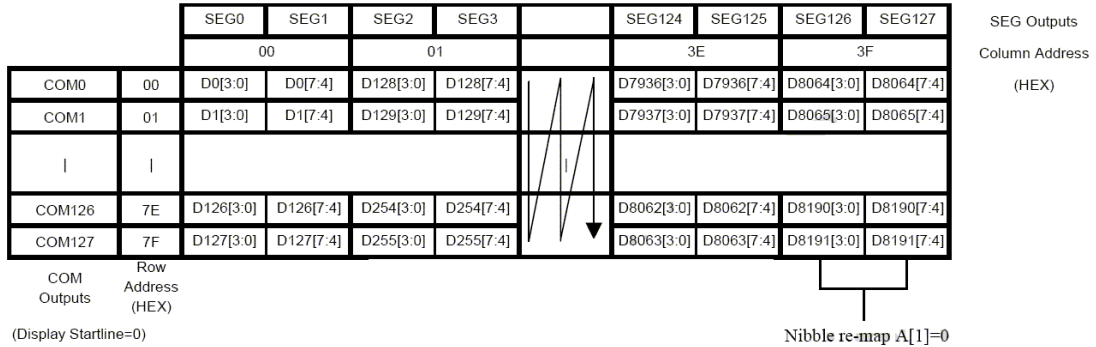 SEG0 SEG1 SEG2 SEG3 SEG124 SEG125 SEG126 SEG127 SEG Outputs
00 01 3E 3F Column Address
COM0 00 D0[3:0] D0[7:4] D128[3:0] D128[7:4] D7936[3:0] D7936[7:4] D8064[3:0] D8064[7:4] (HEX)
COM1 01 D1[3:0] D1[7:4] D129[3:0] D129[7:4] D7937[3:0] D7937[7:4] D8065[3:0] D8065[7:4]
| | |
COM126 7E D126[3:0] D126[7:4] D254[3:0] D254[7:4] D8062[3:0] D8062[7:4] D8190[3:0] D8190[7:4]
COM127 7F D127[3:0] D127[7:4] D255[3:0] D255[7:4] D8063[3:0] D8063[7:4] D8191[3:0] D8191[7:4]
COM
Outputs
Row
Address
(HEX)
(Display Startline=0)
Nibble re-map A[1]=0